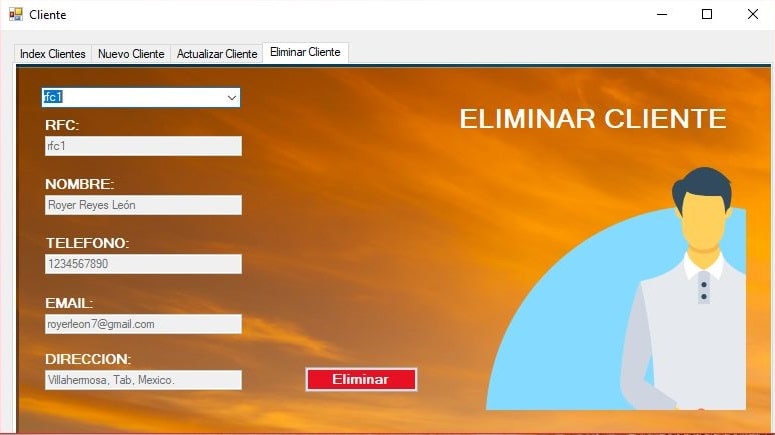 Cliente
Index Clientes Nuevo Cliente Actualizar Cliente Eliminar Cliente
rfc1
ELIMINAR CLIENTE
RFC:
rfc1
NOMBRE:
Royer Reyes León
TELEFONO:
1234567890
EMAIL:
royerleon7@gmail.com
DIRECCION:
Villahermosa, Tab, Mexico.
Eliminar